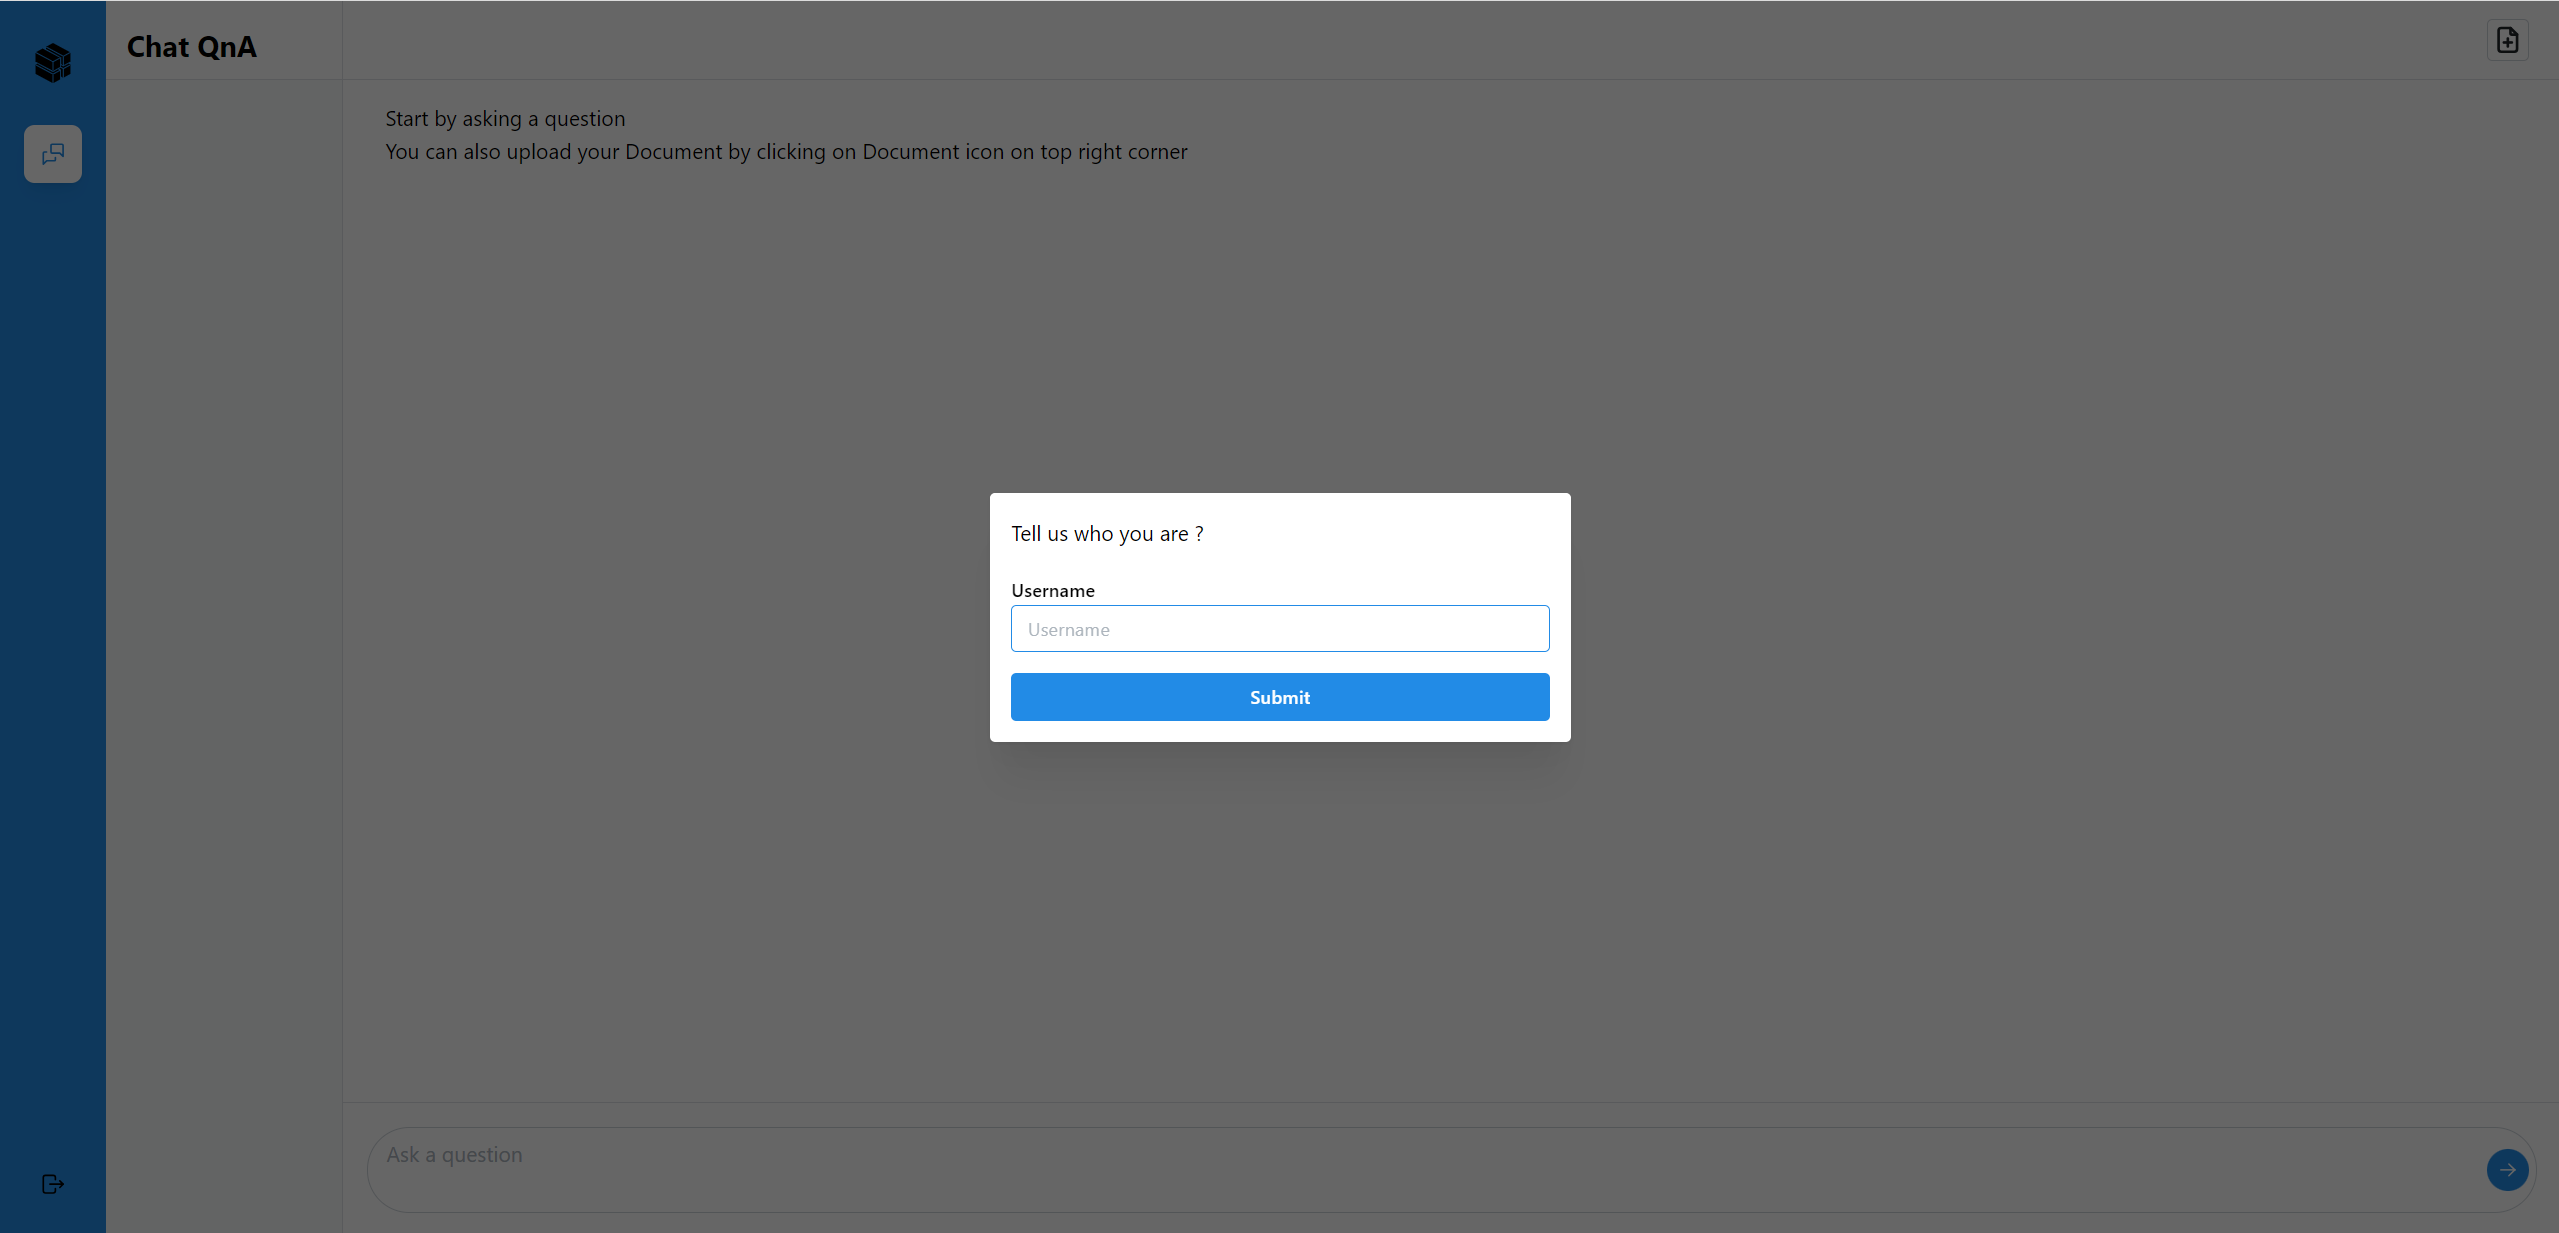 Chat QnA
Start by asking a question
You can also upload your Document by clicking on Document icon on top right corner
Tell us who you are ?
Username
Username
Submit
Ask a question